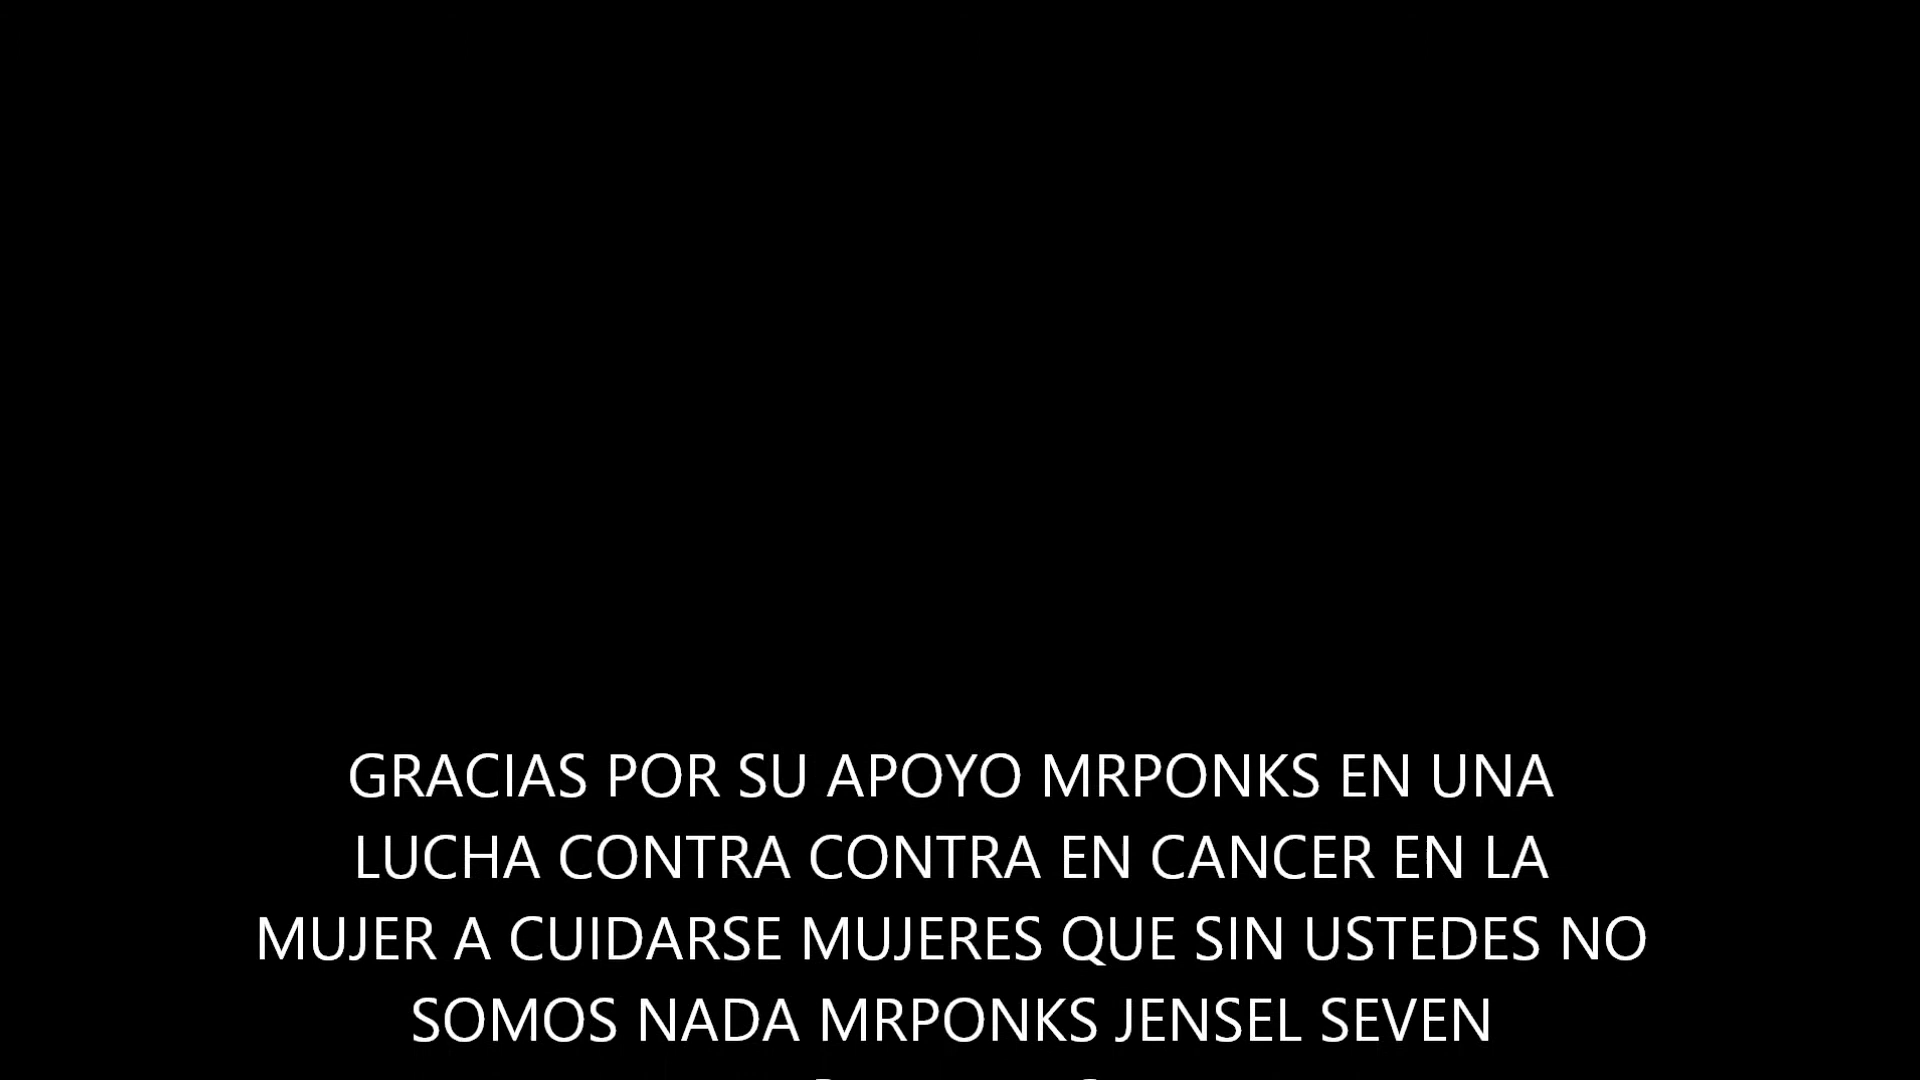 GRACIAS POR SU APOYO MRPONKS EN UNA
LUCHA CONTRA CONTRA EN CANCER EN LA
MUJER A CUIDARSE MUJERES QUE SIN USTEDES NO
SOMOS NADA MRPONKS JENSEL SEVEN